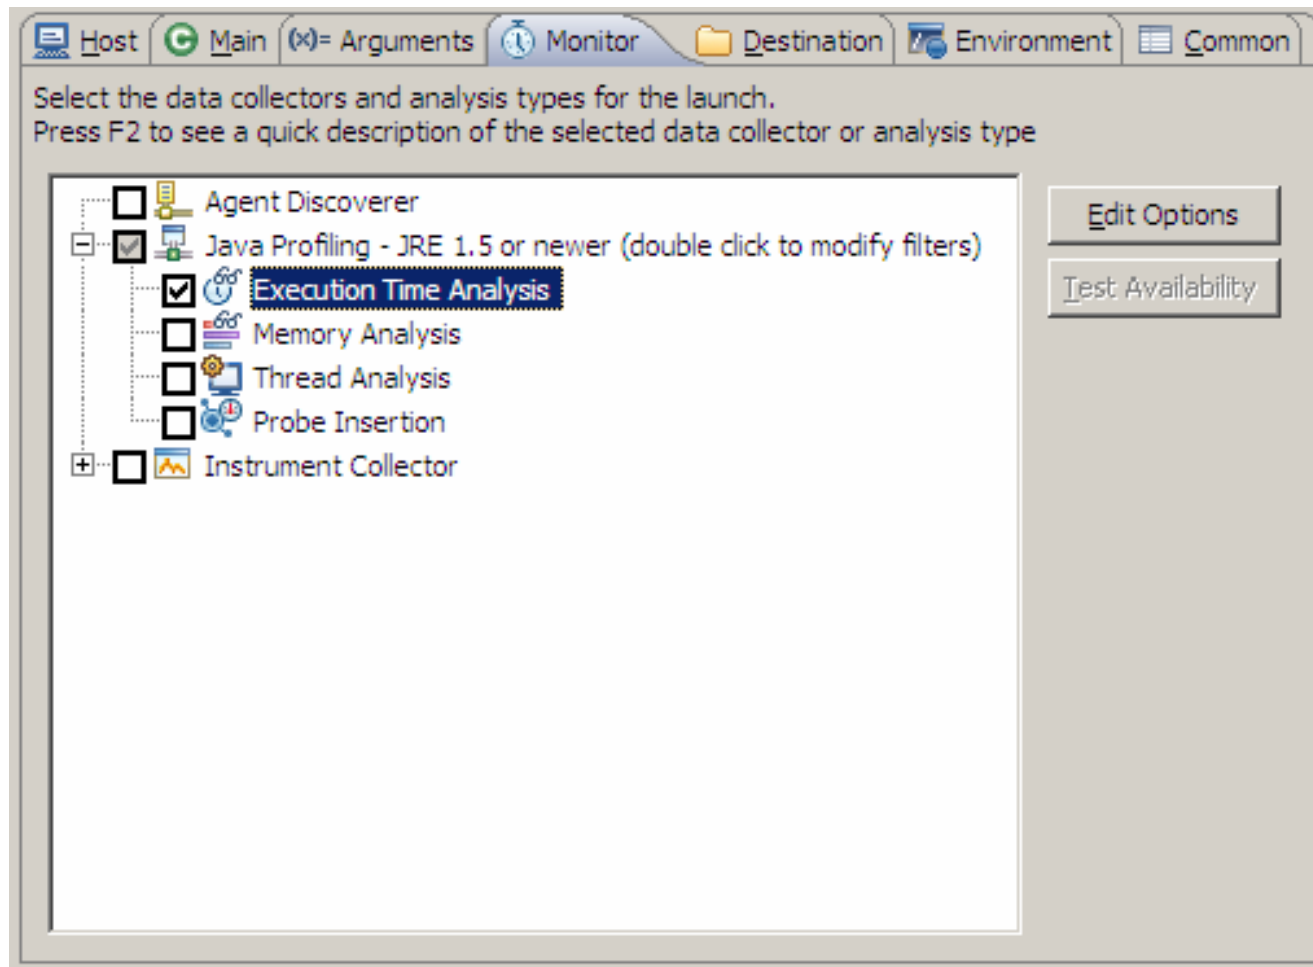 Host Main (x)= Arguments Monitor Destination Environment Common
Select the data collectors and analysis types for the launch.
Press F2 to see a quick description of the selected data collector or analysis type
Agent Discoverer
Edit Options
Java Profiling - JRE 1.5 or newer (double click to modify filters)
Execution Time Analysis
Test Availability
Memory Analysis
Thread Analysis
Probe Insertion
Instrument Collector